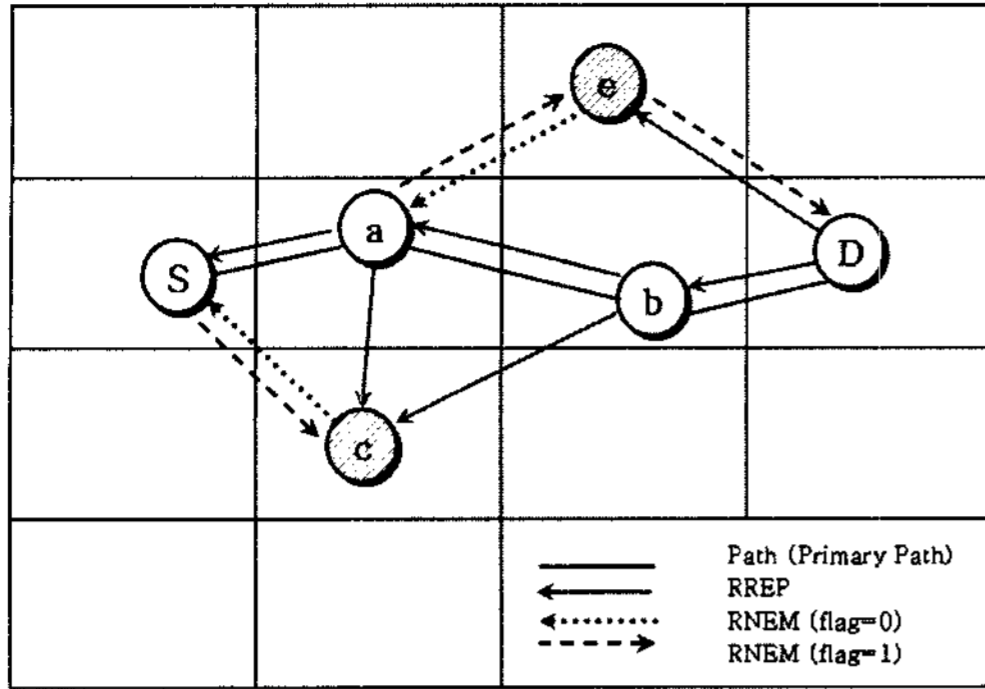 e
a
S
D
b
c
Path (Primary Path)
RREP
RNEM (flag=0)
RNEM (flag=1)